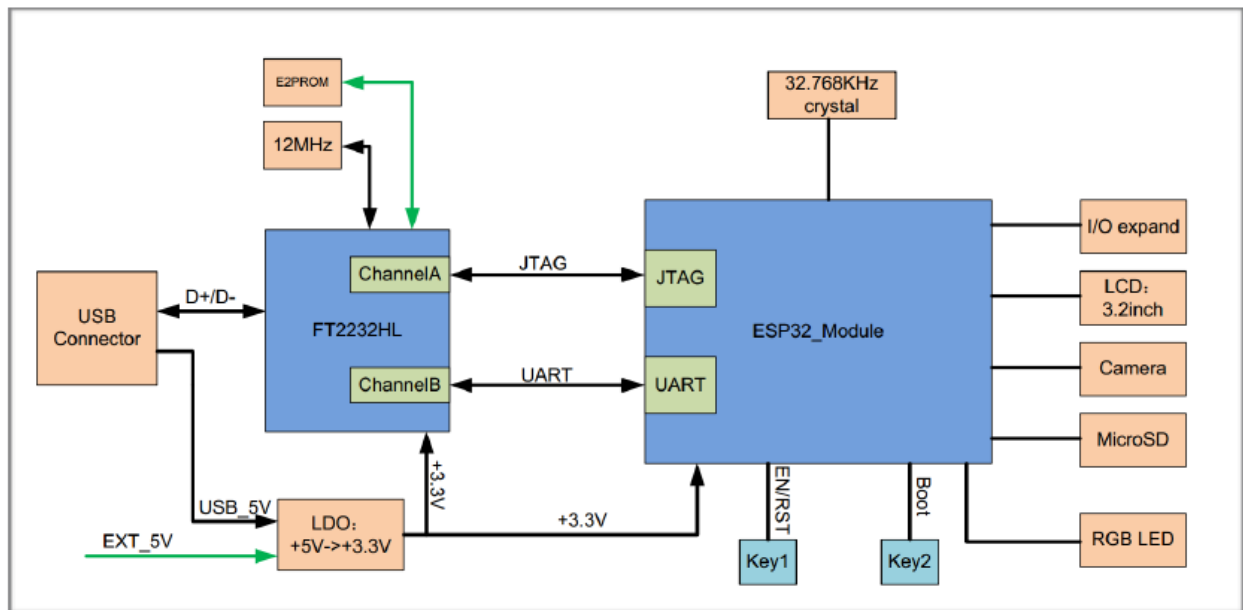 E2PROM
12MHz
32.768KHz
crystal
USB
Connector
D+/D-
FT2232HL
ChannelA
ChannelB
JTAG
UART
JTAG
UART
ESP32_Module
I/O expand
LCD:
3.2inch
Camera
MicroSD
RGB LED
USB_5V
EXT_5V
LDO:
+5V->+3.3V
+3.3V
+3.3V
EN/RST
Boot
Key1
Key2